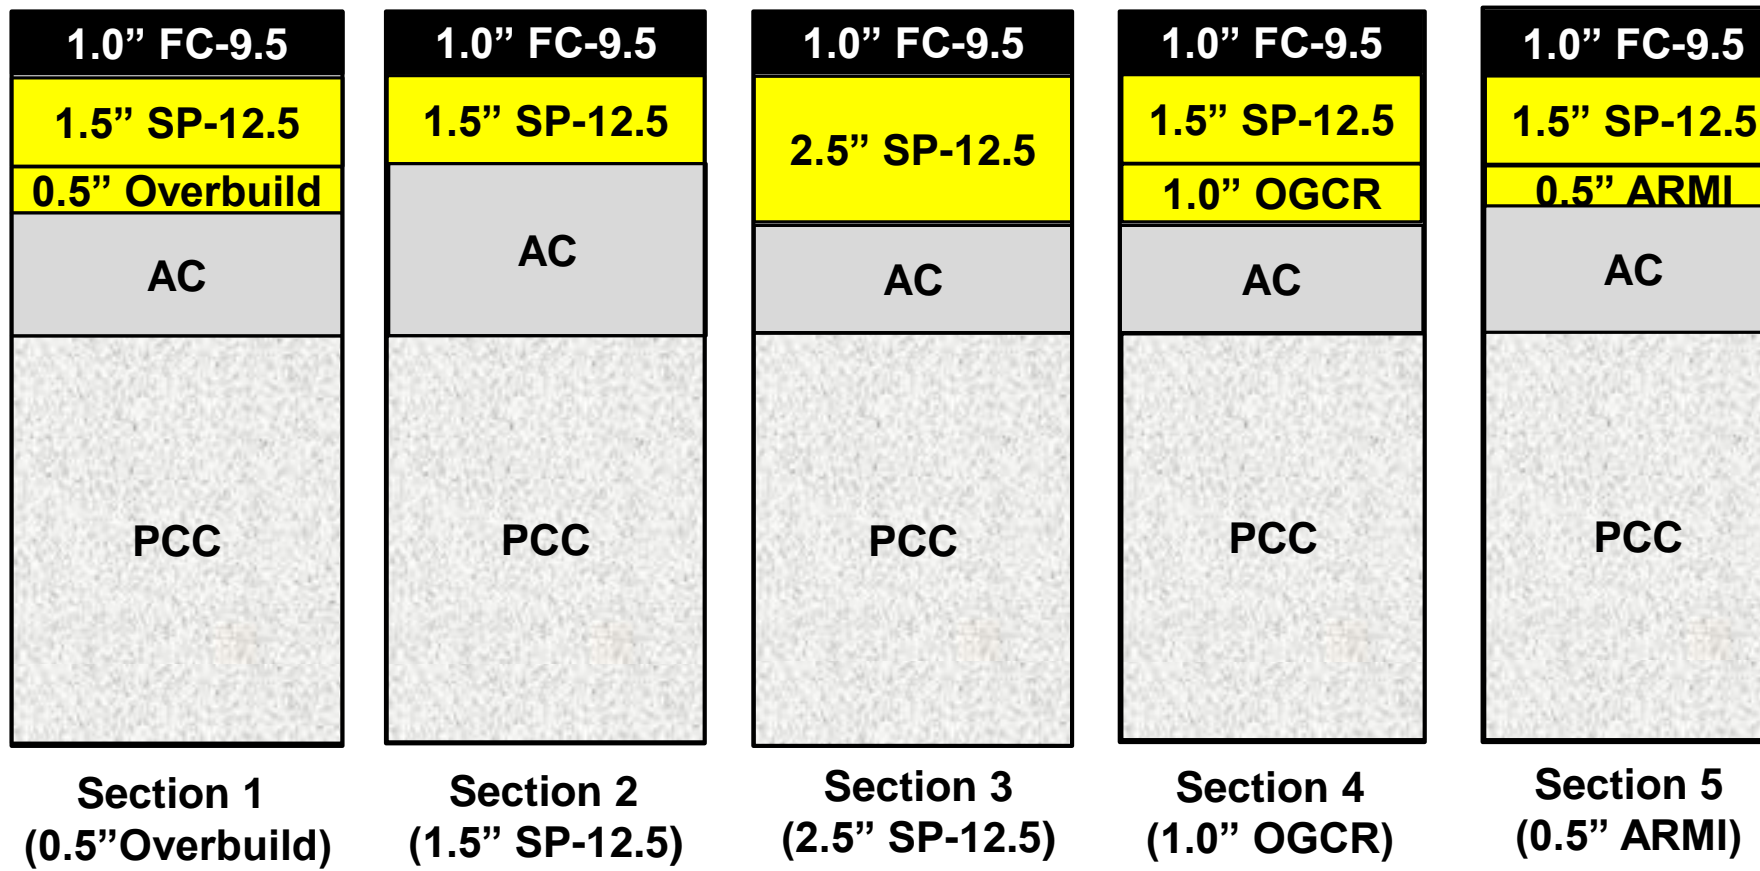 1.0” FC-9.5
1.5” SP-12.5
0.5” Overbuild
AC
PCC
Section 1
(0.5”Overbuild)
1.0” FC-9.5
1.5” SP-12.5
AC
PCC
Section 2
(1.5” SP-12.5)
1.0” FC-9.5
2.5” SP-12.5
AC
PCC
Section 3
(2.5” SP-12.5)
1.0” FC-9.5
1.5” SP-12.5
1.0” OGCR
AC
PCC
Section 4
(1.0” OGCR)
1.0” FC-9.5
1.5” SP-12.5
0.5” ARMI
AC
PCC
Section 5
(0.5” ARMI)